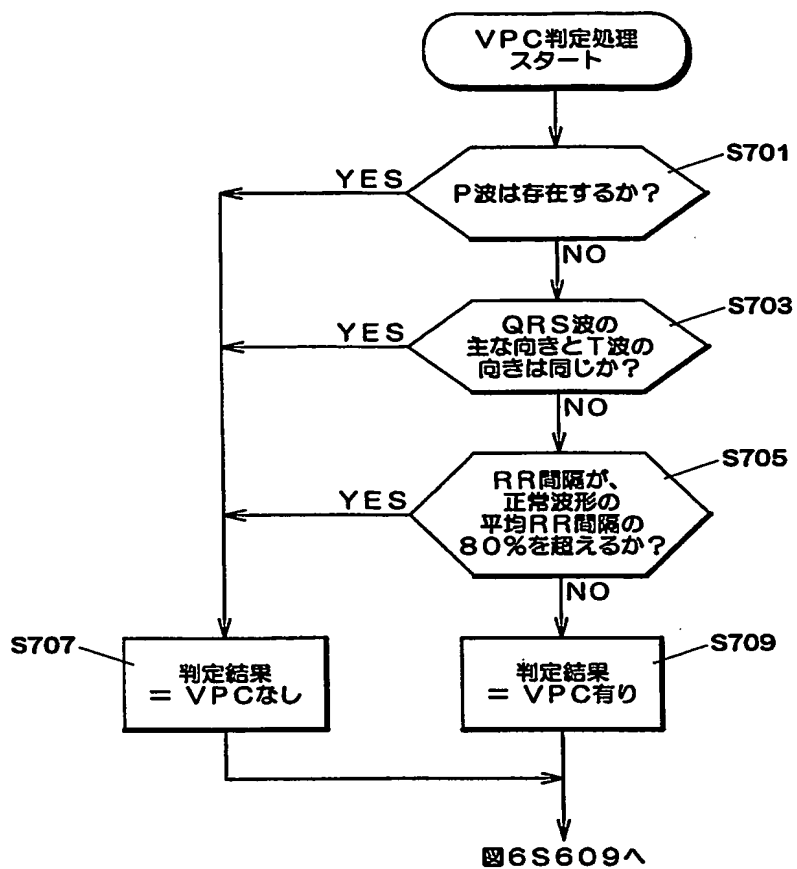 VPC判定処理
スタート
S701
YES
P波は存在するか?
NO
S703
YES
QRS波の
主な向きとT波の
向きは同じか?
NO
S705
YES
RR間隔が、
正常波形の
平均RR間隔の
80%を超えるか?
NO
S707
判定結果
= VPCなし
S709
判定結果
= VPC有り
図6S609へ